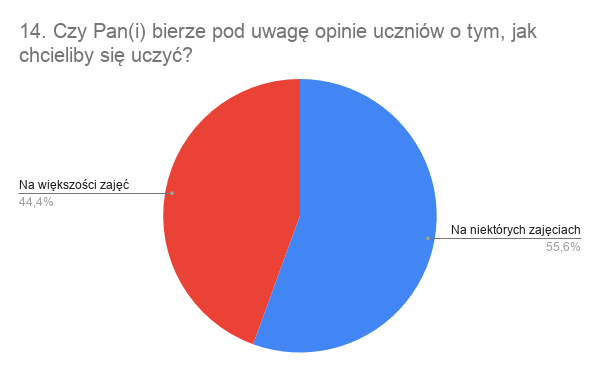 14. Czy Pan(i) bierze pod uwagę opinie uczniów o tym, jak
chcieliby się uczyć?
Na większości zajęć
44,4%
Na niektórych zajęciach
55,6%